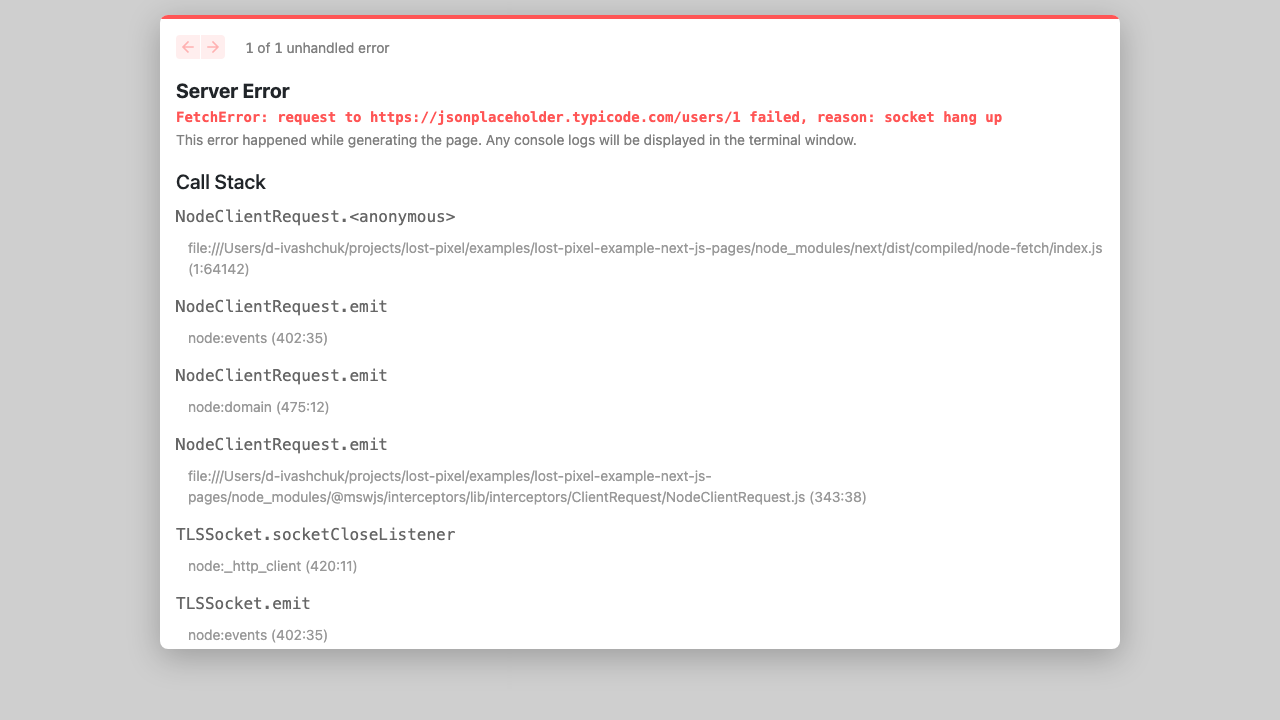 1 of 1 unhandled error
Server Error
FetchError: request to https://jsonplaceholder.typicode.com/users/1 failed, reason: socket hang up
This error happened while generating the page. Any console logs will be displayed in the terminal window.
Call Stack
NodeClientRequest.<anonymous>
file:///Users/d-ivashchuk/projects/lost-pixel/examples/lost-pixel-example-next-js-pages/node_modules/next/dist/compiled/node-fetch/index.js
(1:64142)
NodeClientRequest.emit
node:events (402:35)
NodeClientRequest.emit
node:domain (475:12)
NodeClientRequest.emit
file:///Users/d-ivashchuk/projects/lost-pixel/examples/lost-pixel-example-next-js-
pages/node_modules/@mswjs/interceptors/lib/interceptors/ClientRequest/NodeClientRequest.js (343:38)
TLSSocket.socketCloseListener
node:_http_client (420:11)
TLSSocket.emit
node:events (402:35)